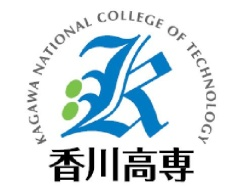 KAGAWA NATIONAL COLLEGE OF TECHNOLOGY
K
香川高専